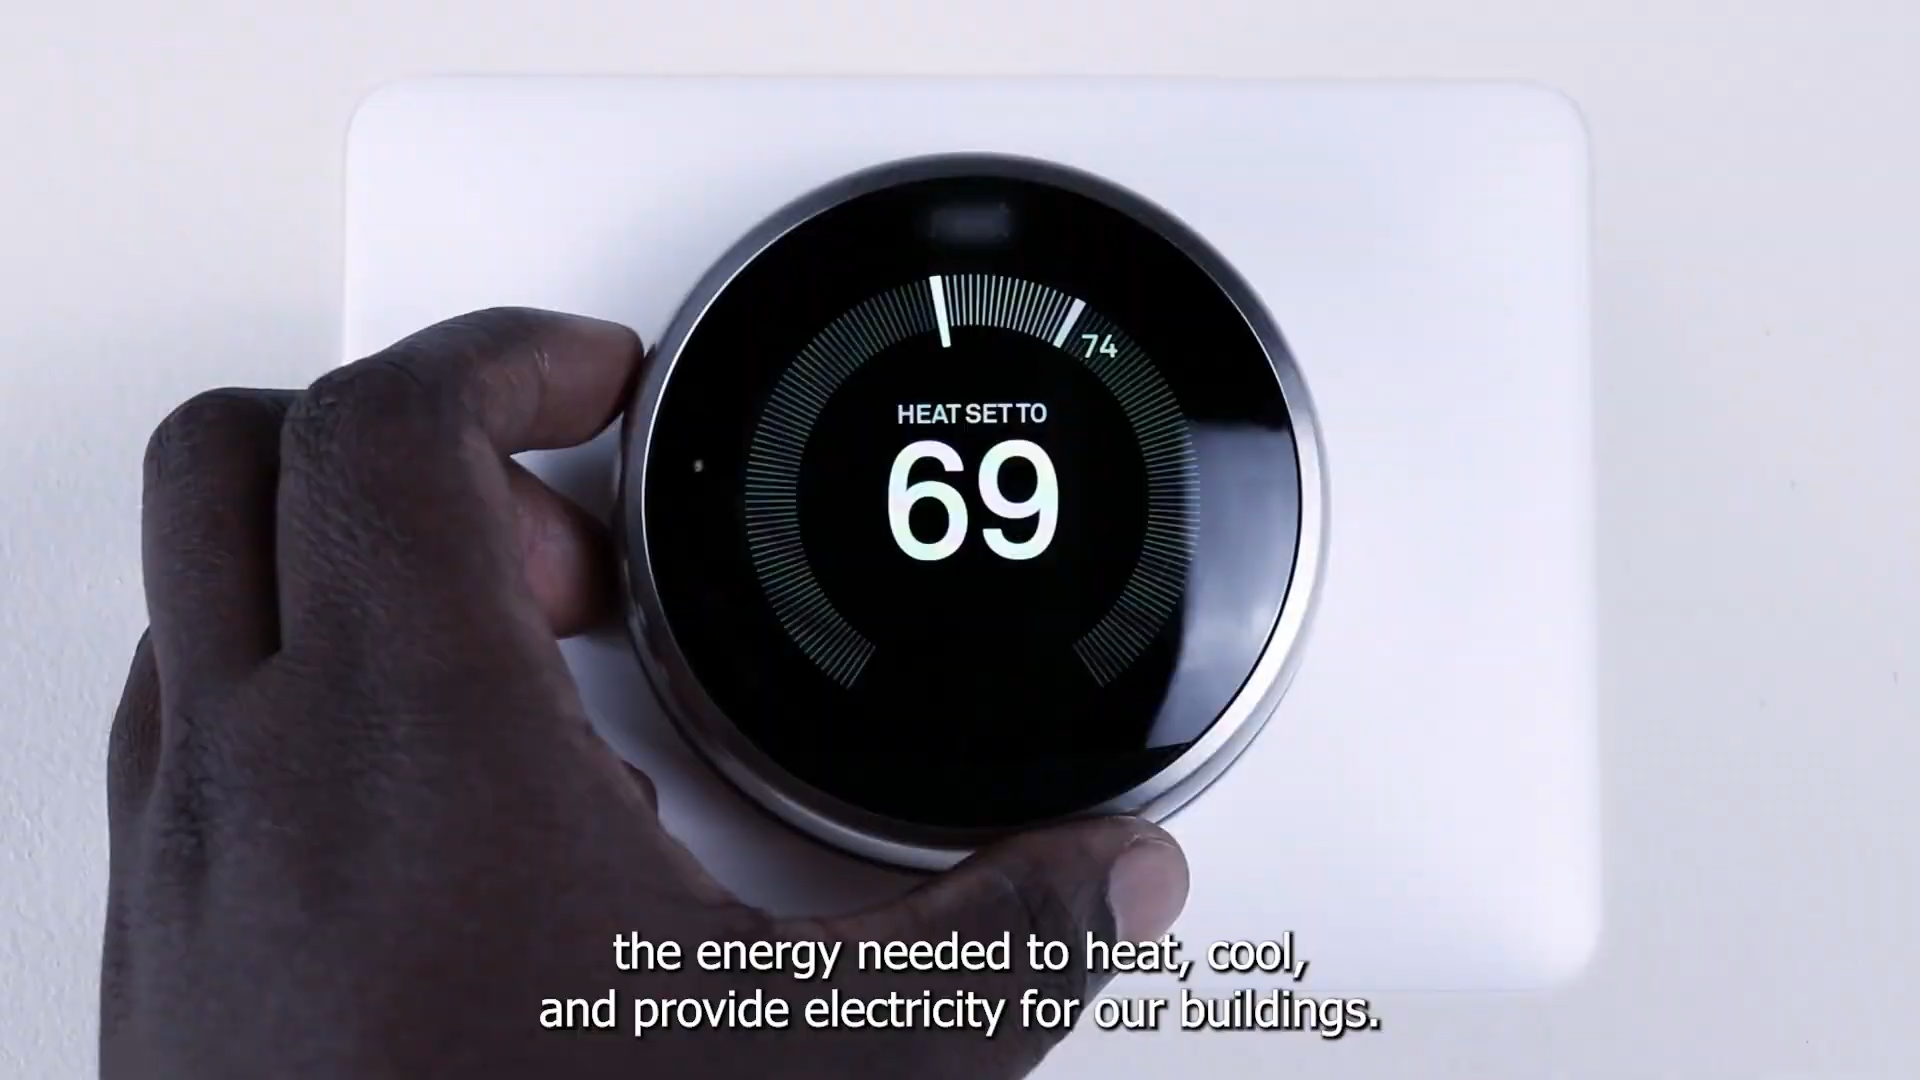 74
HEAT SET TO
69
the energy needed to heat, cool,
and provide electricity for our buildings.